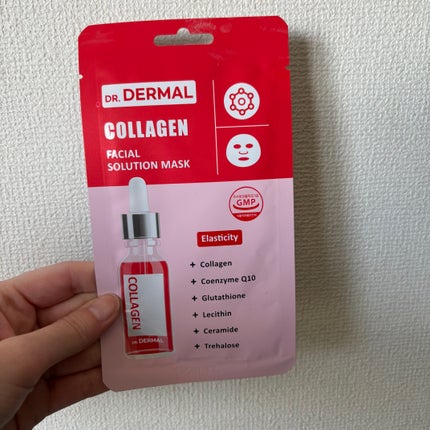 DR. DERMAL
COLLAGEN
FACIAL
SOLUTION MASK
GMP
Elasticity
+ Collagen
+ Coenzyme Q10
+ Glutathione
+ Lecithin
+ Ceramide
+ Trehalose
COLLAGEN
DR. DERMAL